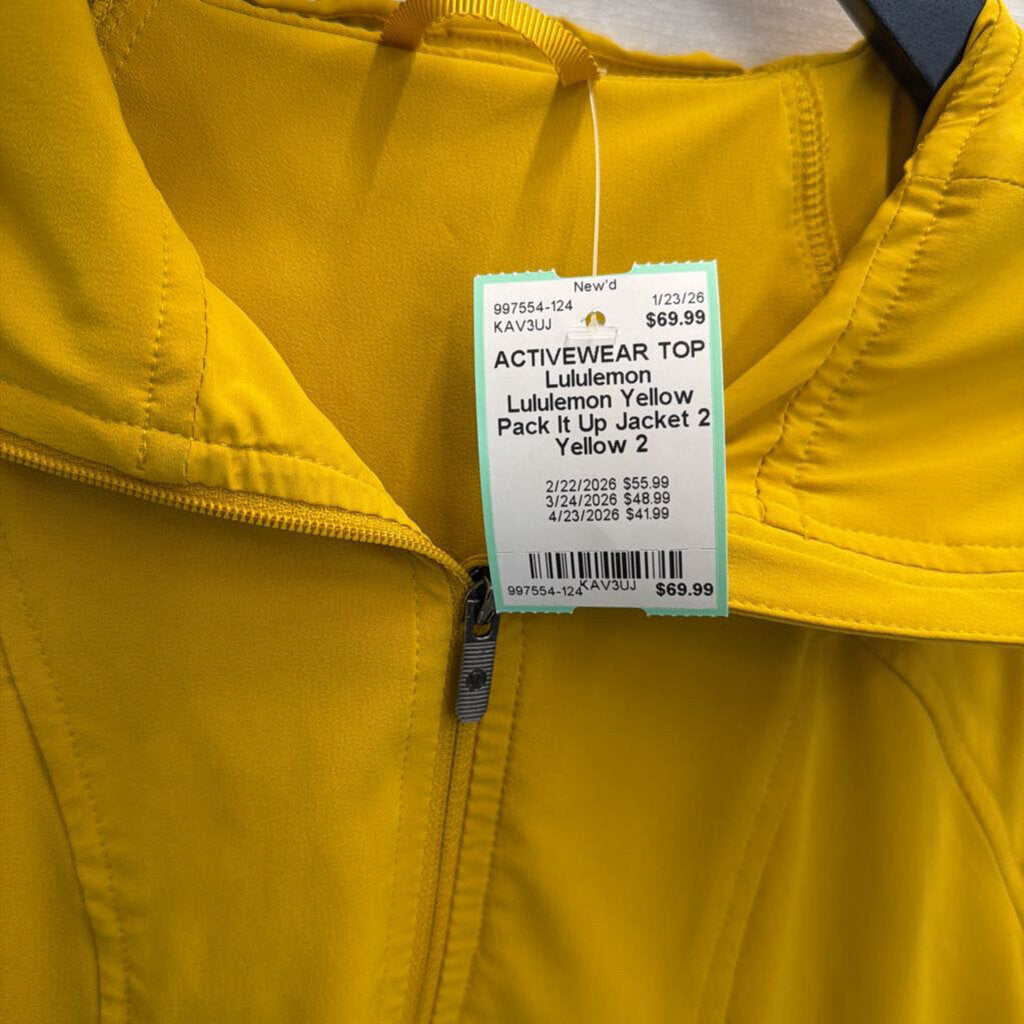 New'd
997554-124 1/23/26
KAV3UJ $69.99
ACTIVEWEAR TOP
Lululemon
Lululemon Yellow
Pack It Up Jacket 2
Yellow 2
2/22/2026 $55.99
3/24/2026 $48.99
4/23/2026 $41.99
KAV3UJ
997554-124 $69.99